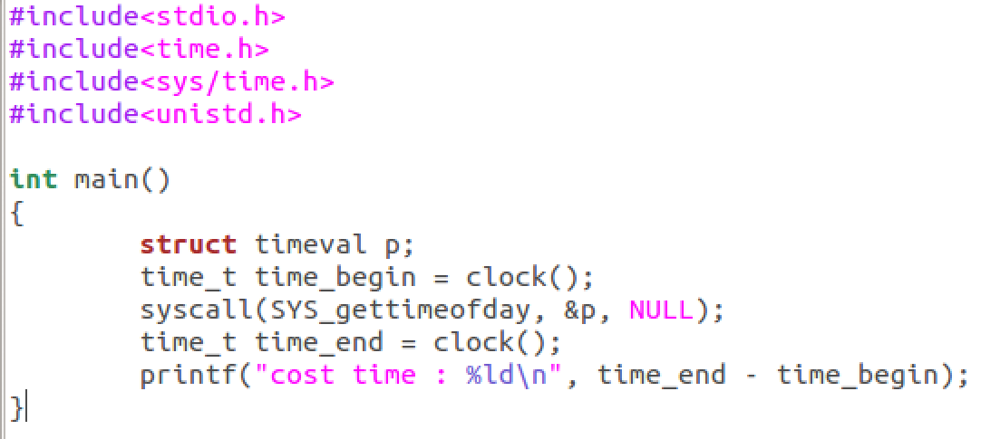 #include<stdio.h>
#include<time.h>
#include<sys/time.h>
#include<unistd.h>
int main()
{
struct timeval p;
time_t time_begin = clock();
syscall(SYS_gettimeofday, &p, NULL);
time_t time_end = clock();
printf("cost time : %ld\n", time_end - time_begin);
}